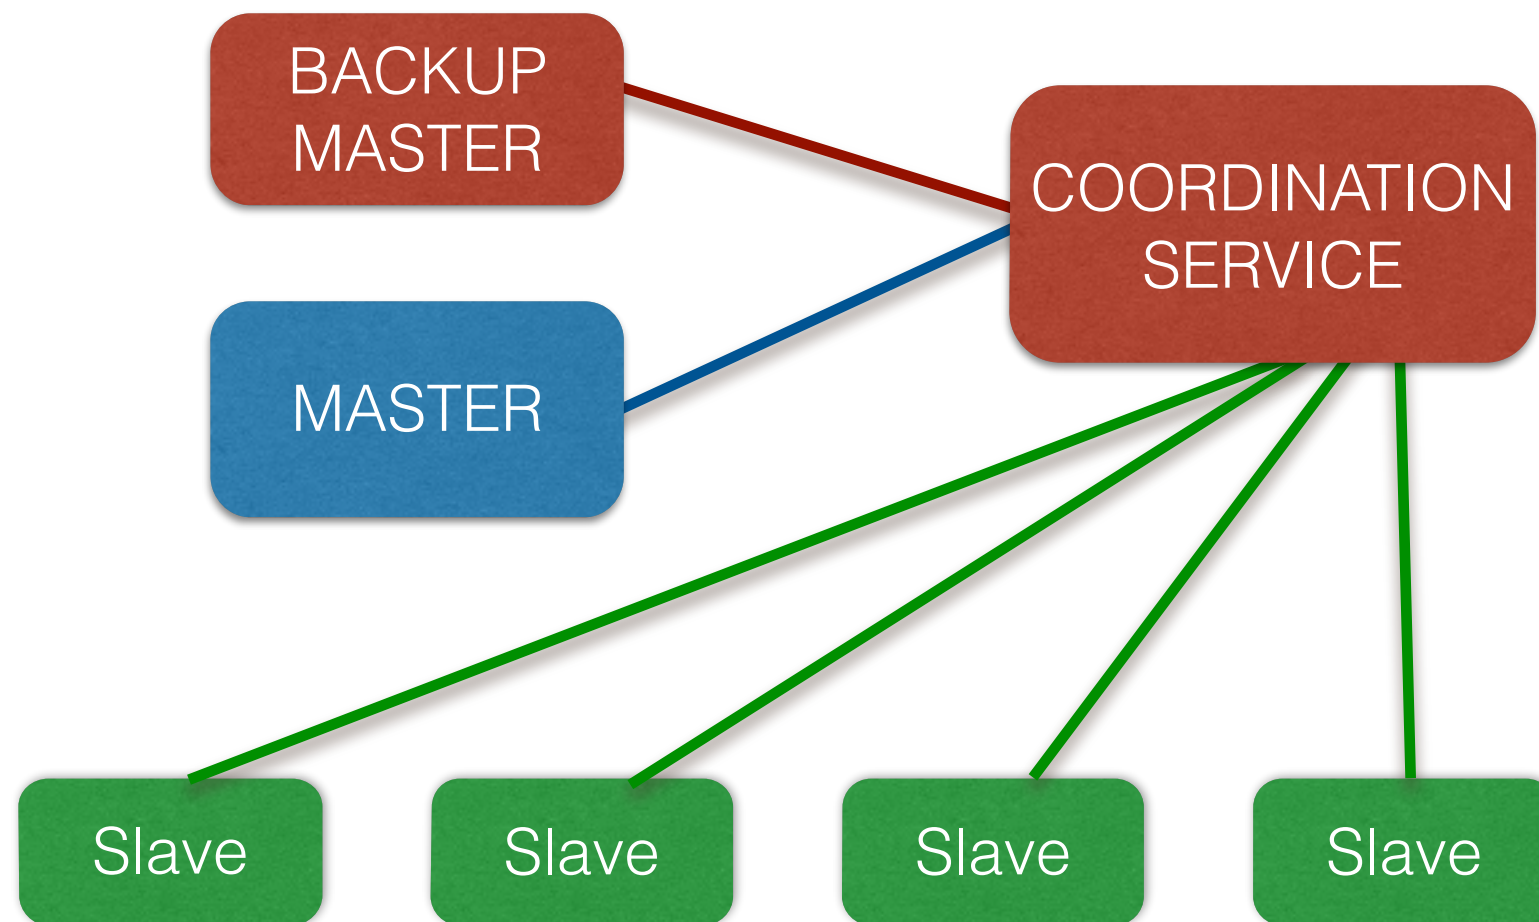 BACKUP
MASTER
COORDINATION
SERVICE
MASTER
Slave
Slave
Slave
Slave